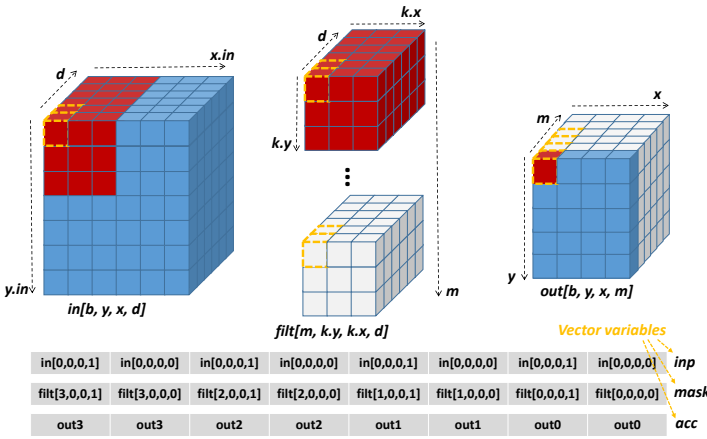 k.x
d
x.in
d
x
m
k.y
y.in
m
y
in[b, y, x, d]
filt[m, k.y, k.x, d]
out[b, y, x, m]
Vector variables
in[0,0,0,1] in[0,0,0,0] in[0,0,0,1] in[0,0,0,0] in[0,0,0,1] in[0,0,0,0] in[0,0,0,1] in[0,0,0,0] inp
filt[3,0,0,1] filt[3,0,0,0] filt[2,0,0,1] filt[2,0,0,0] filt[1,0,0,1] filt[1,0,0,0] filt[0,0,0,1] filt[0,0,0,0] mask
out3 out3 out2 out2 out1 out1 out0 out0 acc